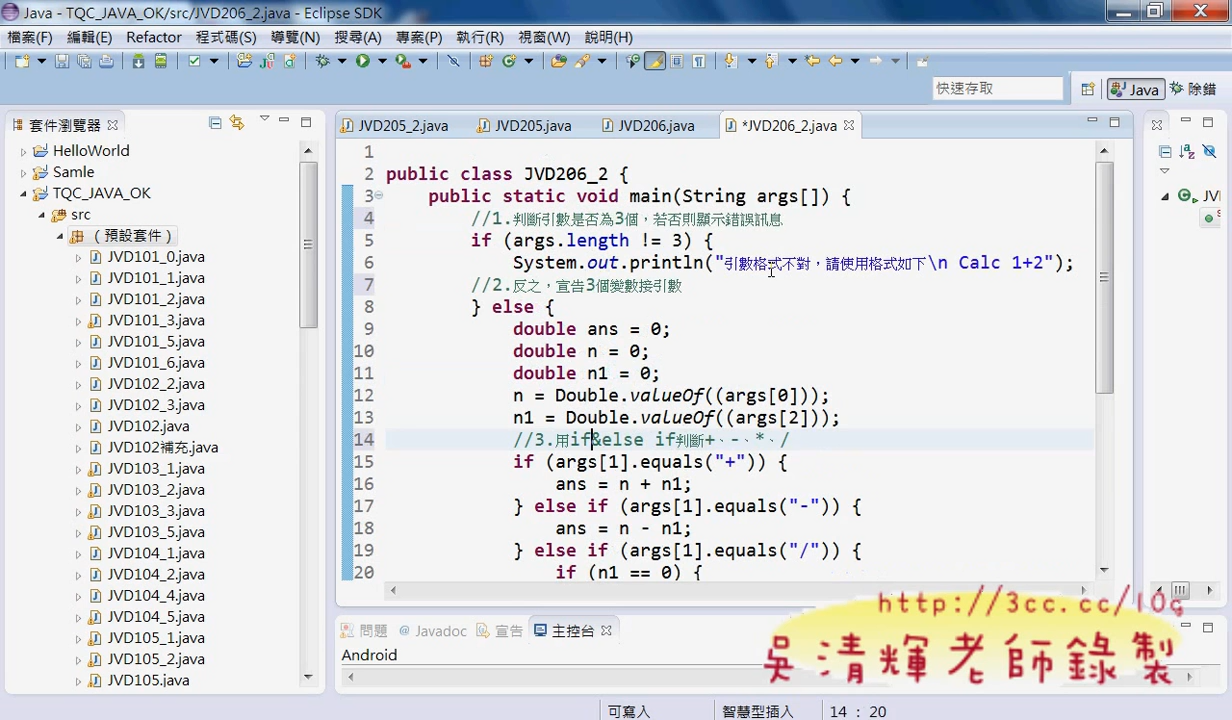 Java - TQC_JAVA_OK/src/JVD206_2.java - Eclipse SDK
檔案(F) 編輯(E) Refactor 程式碼(S) 導覽(N) 搜尋(A) 專案(P) 執行(R) 視窗(W) 說明(H)
快速存取 Java 除錯
套件瀏覽器
HelloWorld
Samle
TQC_JAVA_OK
src
(預設套件)
JVD101_0.java
JVD101_1.java
JVD101_2.java
JVD101_3.java
JVD101_5.java
JVD101_6.java
JVD102_2.java
JVD102_3.java
JVD102.java
JVD102補充.java
JVD103_1.java
JVD103_2.java
JVD103_3.java
JVD103_5.java
JVD104_1.java
JVD104_2.java
JVD104_4.java
JVD104_5.java
JVD105_1.java
JVD105_2.java
JVD105.java
JVD205_2.java JVD205.java JVD206.java *JVD206_2.java
1
2 public class JVD206_2 {
3 public static void main(String args[]) {
4 //1.判斷引數是否為3個，若否則顯示錯誤訊息
5 if (args.length != 3) {
6 System.out.println("引數格式不對，請使用格式如下\n Calc 1+2");
7 //2.反之，宣告3個變數接引數
8 } else {
9 double ans = 0;
10 double n = 0;
11 double n1 = 0;
12 n = Double.valueOf((args[0]));
13 n1 = Double.valueOf((args[2]));
14 //3.用if&else if判斷+、-、*、/
15 if (args[1].equals("+")) {
16 ans = n + n1;
17 } else if (args[1].equals("-")) {
18 ans = n - n1;
19 } else if (args[1].equals("/")) {
20 if (n1 == 0) {
JV
問題 @ Javadoc 宣告 主控台
Android
http://3cc.cc/10q
吳清輝老師錄製
可寫入 智慧型插入 14 : 20